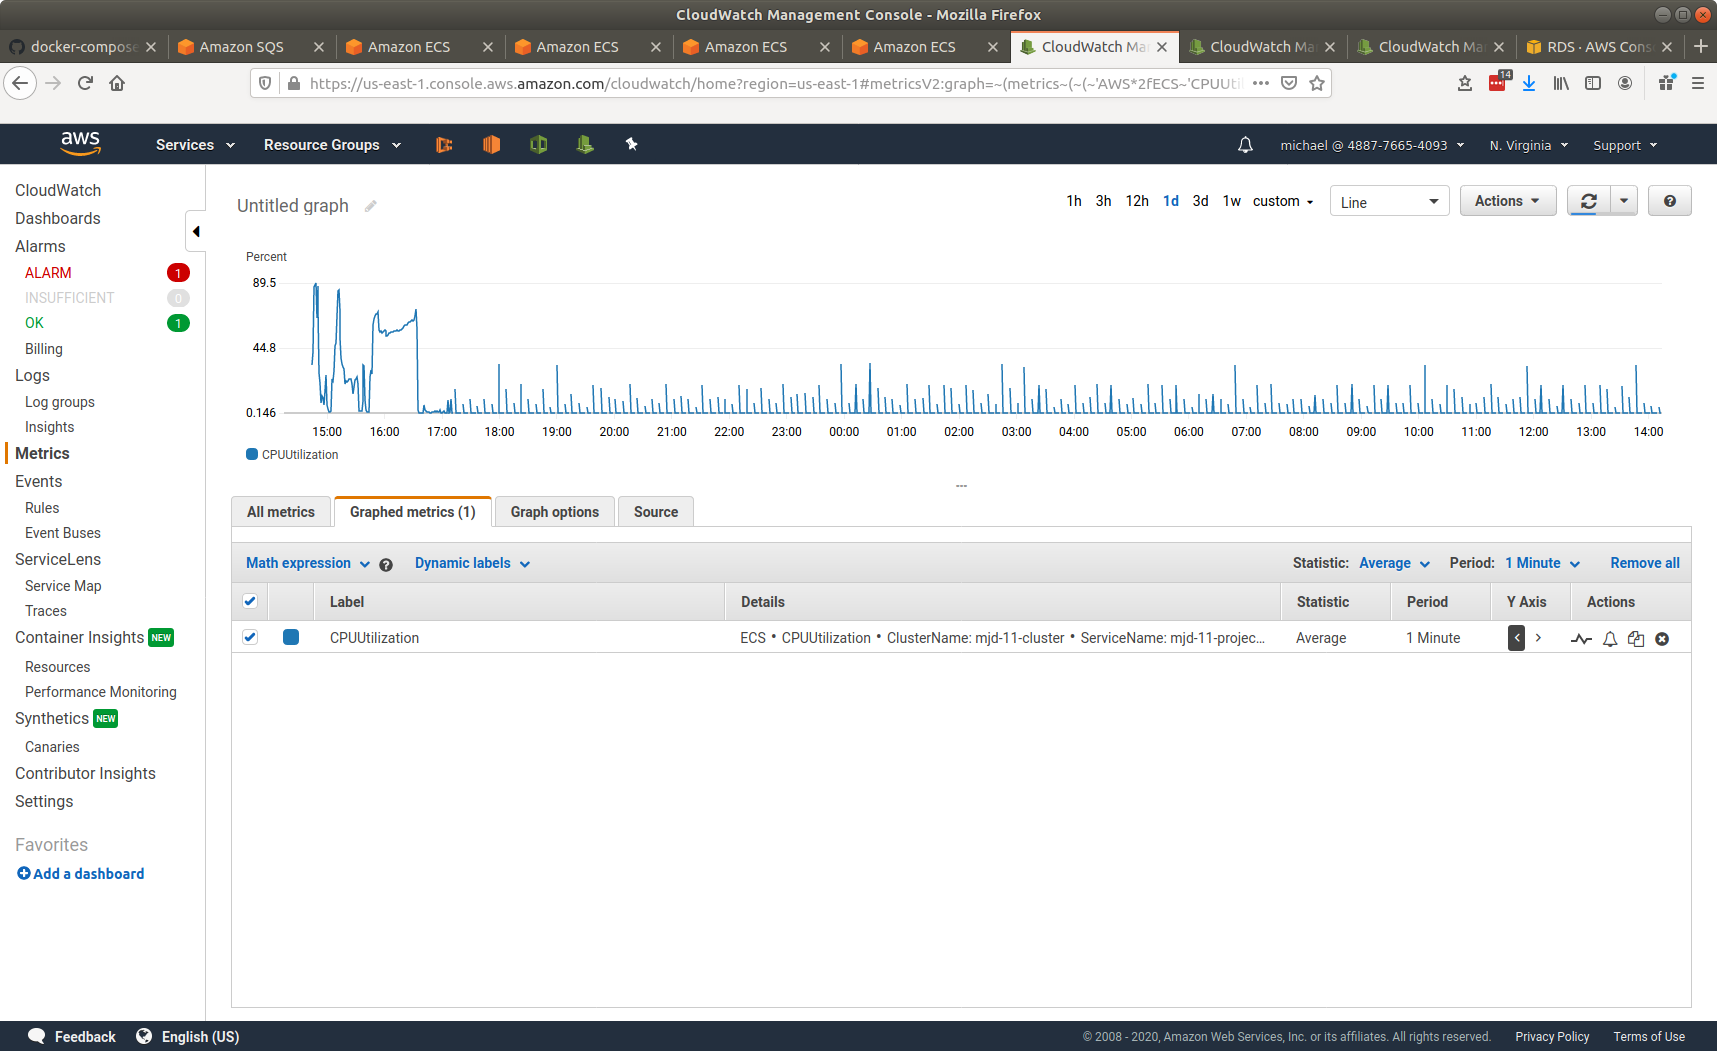 CloudWatch Management Console - Mozilla Firefox
docker-compose
Amazon SQS
Amazon ECS
Amazon ECS
Amazon ECS
Amazon ECS
CloudWatch Ma
CloudWatch Ma
CloudWatch Ma
RDS · AWS Cons
https://us-east-1.console.aws.amazon.com/cloudwatch/home?region=us-east-1#metricsV2:graph=~(metrics~(~(~'AWS*2fECS~'CPUUtil
14
aws
Services
Resource Groups
michael @ 4887-7665-4093
N. Virginia
Support
CloudWatch
Dashboards
Alarms
ALARM 1
INSUFFICIENT 0
OK 1
Billing
Logs
Log groups
Insights
Metrics
Events
Rules
Event Buses
ServiceLens
Service Map
Traces
Container Insights NEW
Resources
Performance Monitoring
Synthetics NEW
Canaries
Contributor Insights
Settings
Favorites
Add a dashboard
Untitled graph
1h 3h 12h 1d 3d 1w custom
Line
Actions
Percent
89.5
44.8
0.146
15:00 16:00 17:00 18:00 19:00 20:00 21:00 22:00 23:00 00:00 01:00 02:00 03:00 04:00 05:00 06:00 07:00 08:00 09:00 10:00 11:00 12:00 13:00 14:00
CPUUtilization
All metrics
Graphed metrics (1)
Graph options
Source
Math expression
Dynamic labels
Statistic: Average
Period: 1 Minute
Remove all
Label Details Statistic Period Y Axis Actions
CPUUtilization ECS • CPUUtilization • ClusterName: mjd-11-cluster • ServiceName: mjd-11-projec... Average 1 Minute
Feedback
English (US)
© 2008 - 2020, Amazon Web Services, Inc. or its affiliates. All rights reserved.
Privacy Policy
Terms of Use